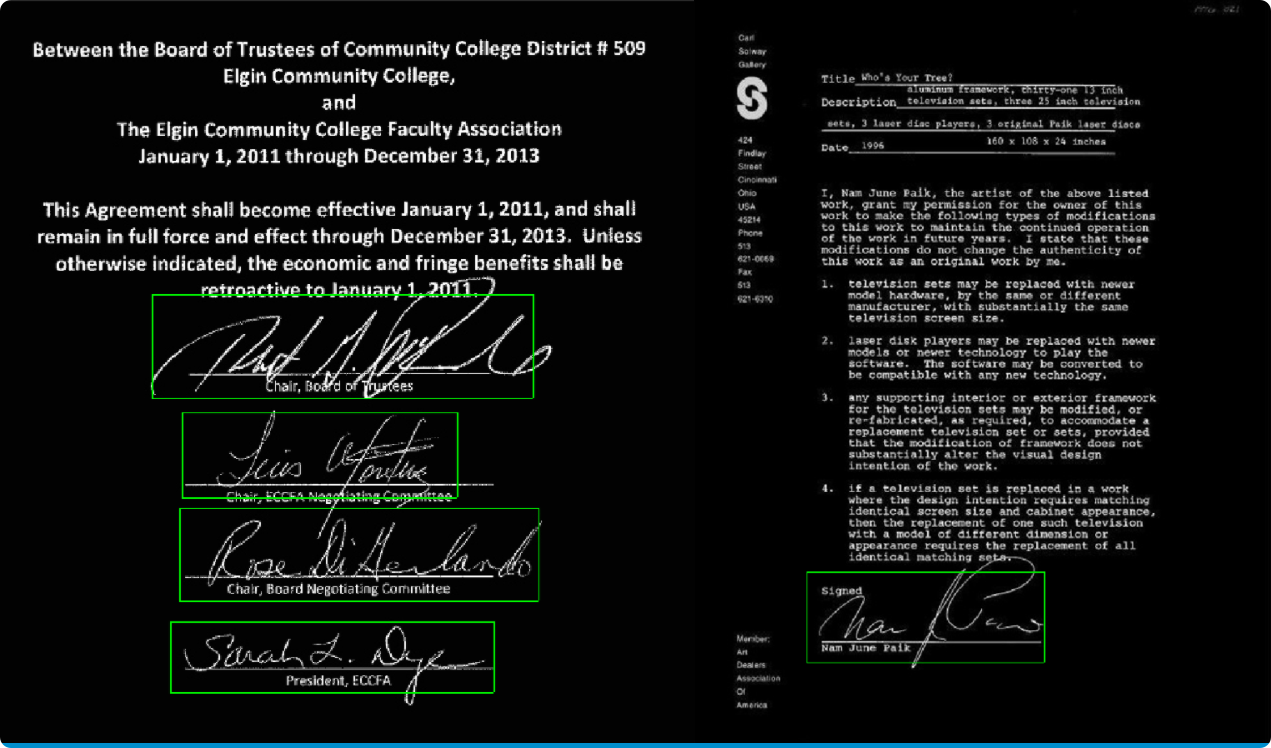 Between the Board of Trustees of Community College District # 509
Elgin Community College,
and
The Elgin Community College Faculty Association
January 1, 2011 through December 31, 2013
This Agreement shall become effective January 1, 2011, and shall
remain in full force and effect through December 31, 2013.  Unless
otherwise indicated, the economic and fringe benefits shall be
retroactive to January 1, 2011.
Chair, Board of Trustees
Chair, ECCFA Negotiating Committee
Rose DiGerlando
Chair, Board Negotiating Committee
Sarah L. Dye
President, ECCFA
Carl
Solway
Gallery
S
424
Findlay
Street
Cincinnati
Ohio
USA
45214
Phone
513
621-0069
Fax
513
621-6310
Member:
Art
Dealers
Association
Of
America
Title Who's Your Tree?
aluminum framework, thirty-one 13 inch
Description television sets, three 25 inch television
sets, 3 laser disc players, 3 original Paik laser discs
Date 1996 160 x 108 x 24 inches
I, Nam June Paik, the artist of the above listed
work, grant my permission for the owner of this
work to make the following types of modifications
to this work to maintain the continued operation
of the work in future years.  I state that these
modifications do not change the authenticity of
this work as an original work by me.
1. television sets may be replaced with newer
model hardware, by the same or different
manufacturer, with substantially the same
television screen size.
2. laser disk players may be replaced with newer
models or newer technology to play the
software.  The software may be converted to
be compatible with any new technology.
3. any supporting interior or exterior framework
for the television sets may be modified, or
re-fabricated, as required, to accommodate a
replacement television set or sets, provided
that the modification of framework does not
substantially alter the visual design
intention of the work.
4. if a television set is replaced in a work
where the design intention requires matching
identical screen size and cabinet appearance,
then the replacement of one such television
with a model of different dimension or
appearance requires the replacement of all
identical matching sets.
Signed
Nam June Paik